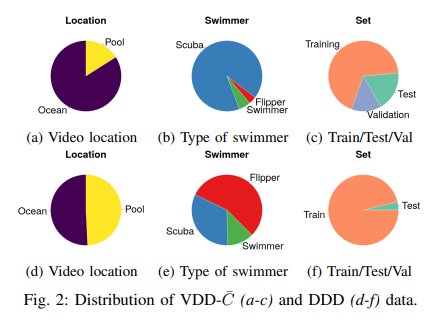 Location
Swimmer
Set
Pool
Ocean
Scuba
Flipper
Swimmer
Training
Test
Validation
(a) Video location
(b) Type of swimmer
(c) Train/Test/Val
Location
Swimmer
Set
Ocean
Pool
Flipper
Scuba
Swimmer
Train
Test
(d) Video location
(e) Type of swimmer
(f) Train/Test/Val
Fig. 2: Distribution of VDD-C̄ (a-c) and DDD (d-f) data.